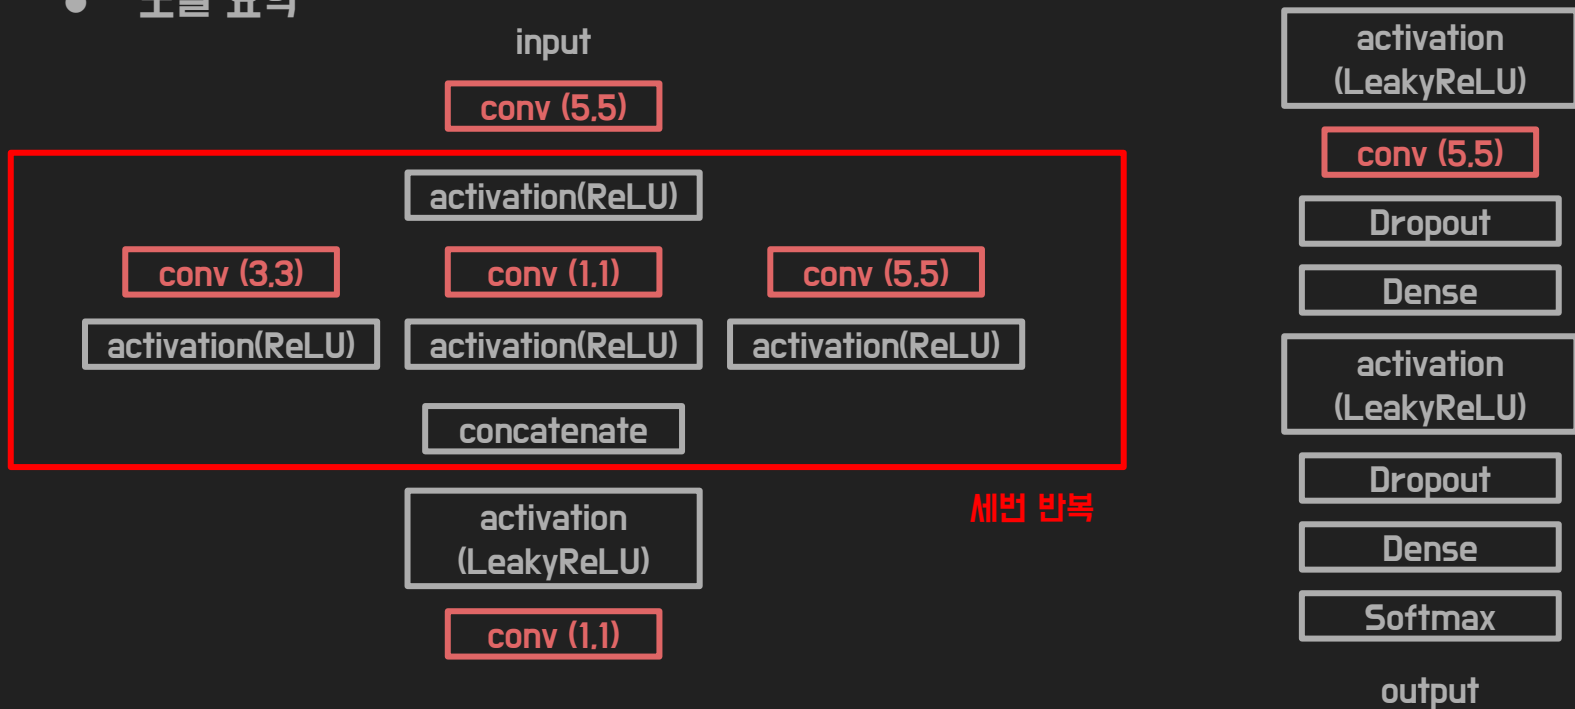 input
conv (5,5)
activation(ReLU)
conv (3,3) conv (1,1) conv (5,5)
activation(ReLU) activation(ReLU) activation(ReLU)
concatenate
세번 반복
activation
(LeakyReLU)
conv (1,1)
activation
(LeakyReLU)
conv (5,5)
Dropout
Dense
activation
(LeakyReLU)
Dropout
Dense
Softmax
output